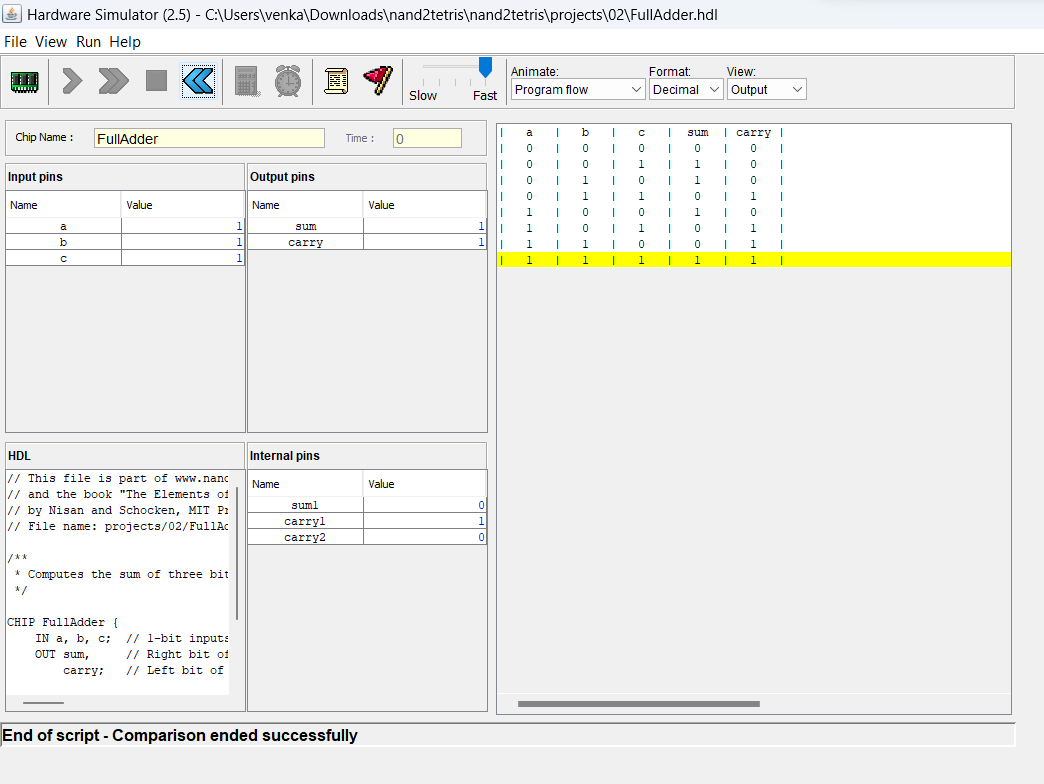 Hardware Simulator (2.5) - C:\Users\venka\Downloads\nand2tetris\nand2tetris\projects\02\FullAdder.hdl
File View Run Help
Slow Fast
Animate: Format: View:
Program flow Decimal Output
Chip Name : FullAdder Time : 0
Input pins
Name Value
a 1
b 1
c 1
Output pins
Name Value
sum 1
carry 1
HDL
// This file is part of www.nand
// and the book "The Elements of
// by Nisan and Schocken, MIT Pr
// File name: projects/02/FullAd
/**
* Computes the sum of three bit
*/
CHIP FullAdder {
IN a, b, c; // 1-bit inputs
OUT sum, // Right bit of
carry; // Left bit of
Internal pins
Name Value
sum1 0
carry1 1
carry2 0
| a | b | c | sum | carry |
| 0 | 0 | 0 | 0 | 0 |
| 0 | 0 | 1 | 1 | 0 |
| 0 | 1 | 0 | 1 | 0 |
| 0 | 1 | 1 | 0 | 1 |
| 1 | 0 | 0 | 1 | 0 |
| 1 | 0 | 1 | 0 | 1 |
| 1 | 1 | 0 | 0 | 1 |
| 1 | 1 | 1 | 1 | 1 |
End of script - Comparison ended successfully